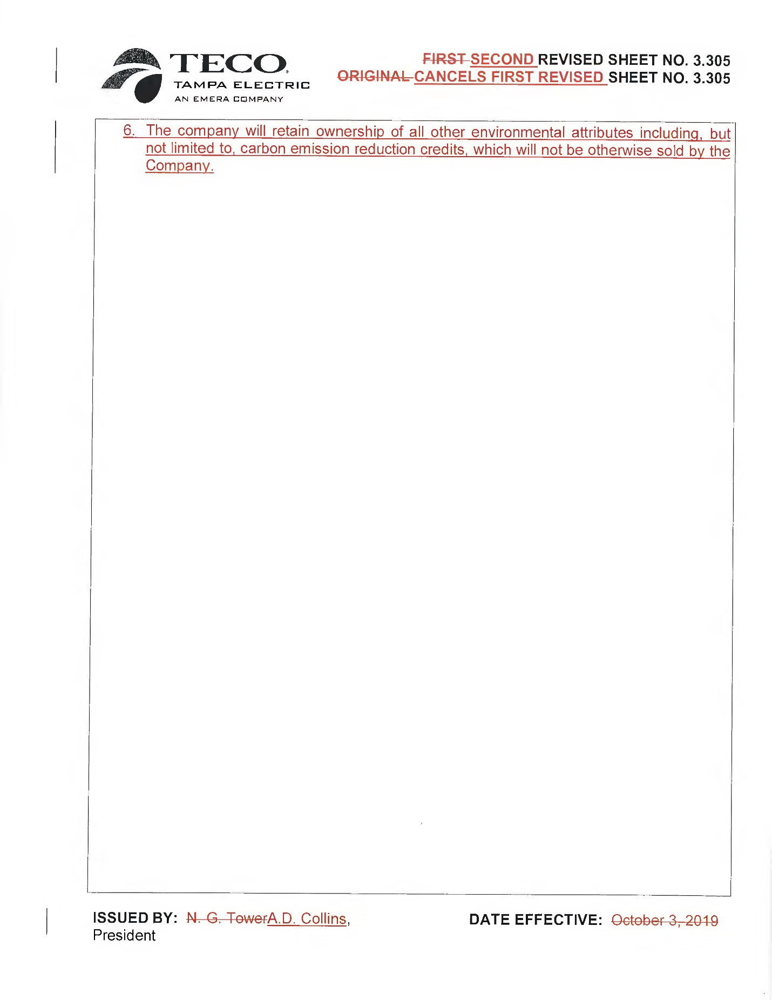 TECO
TAMPA ELECTRIC
AN EMERA COMPANY
FIRST SECOND REVISED SHEET NO. 3.305
ORIGINAL CANCELS FIRST REVISED SHEET NO. 3.305
6. The company will retain ownership of all other environmental attributes including, but
not limited to, carbon emission reduction credits, which will not be otherwise sold by the
Company.
ISSUED BY: N. G. TowerA.D. Collins,
President
DATE EFFECTIVE: October 3, 2019